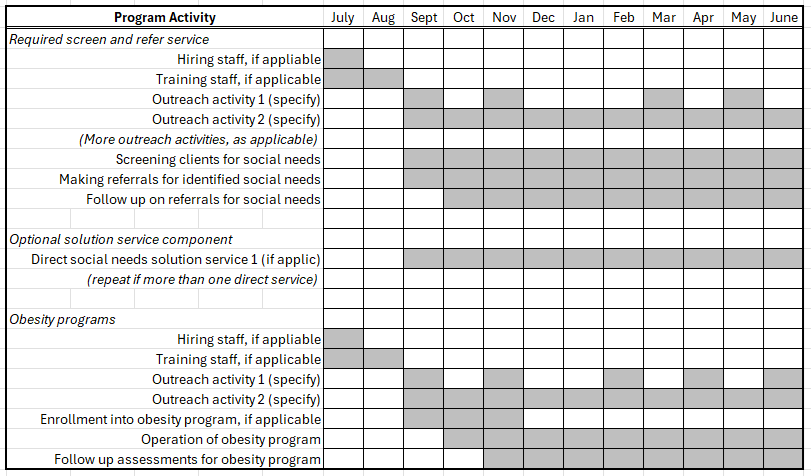 Program Activity July Aug Sept Oct Nov Dec Jan Feb Mar Apr May June
Required screen and refer service
Hiring staff, if appliable
Training staff, if applicable
Outreach activity 1 (specify)
Outreach activity 2 (specify)
(More outreach activities, as applicable)
Screening clients for social needs
Making referrals for identified social needs
Follow up on referrals for social needs
Optional solution service component
Direct social needs solution service 1 (if applic)
(repeat if more than one direct service)
Obesity programs
Hiring staff, if appliable
Training staff, if applicable
Outreach activity 1 (specify)
Outreach activity 2 (specify)
Enrollment into obesity program, if applicable
Operation of obesity program
Follow up assessments for obesity program